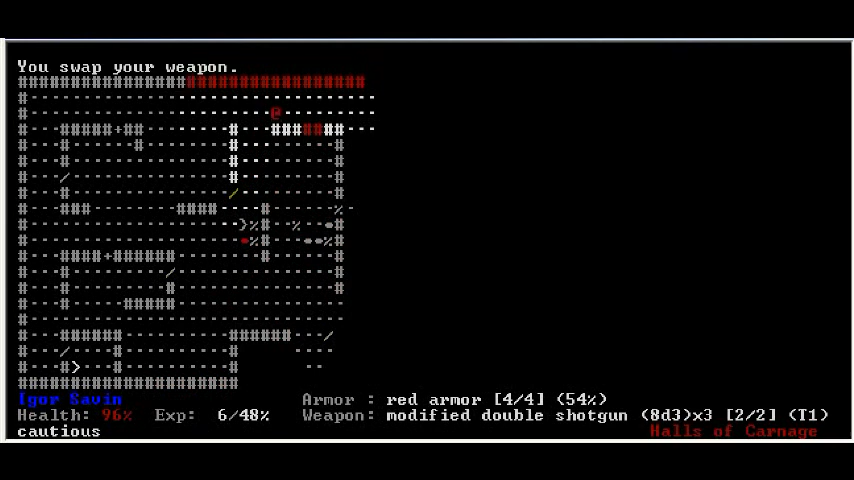 You swap your weapon.
Igor Savin
Armor : red armor [4/4] (54%)
Health: 96% Exp: 6/48% Weapon: modified double shotgun (8d3)x3 [2/2] (T1)
cautious
Halls of Carnage